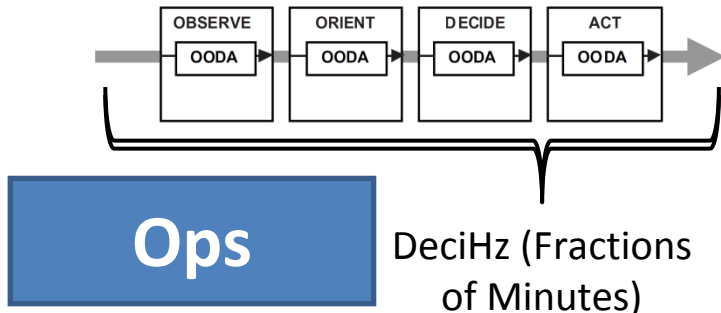 OBSERVE ORIENT DECIDE ACT
OODA OODA OODA OODA
Ops
DeciHz (Fractions
of Minutes)